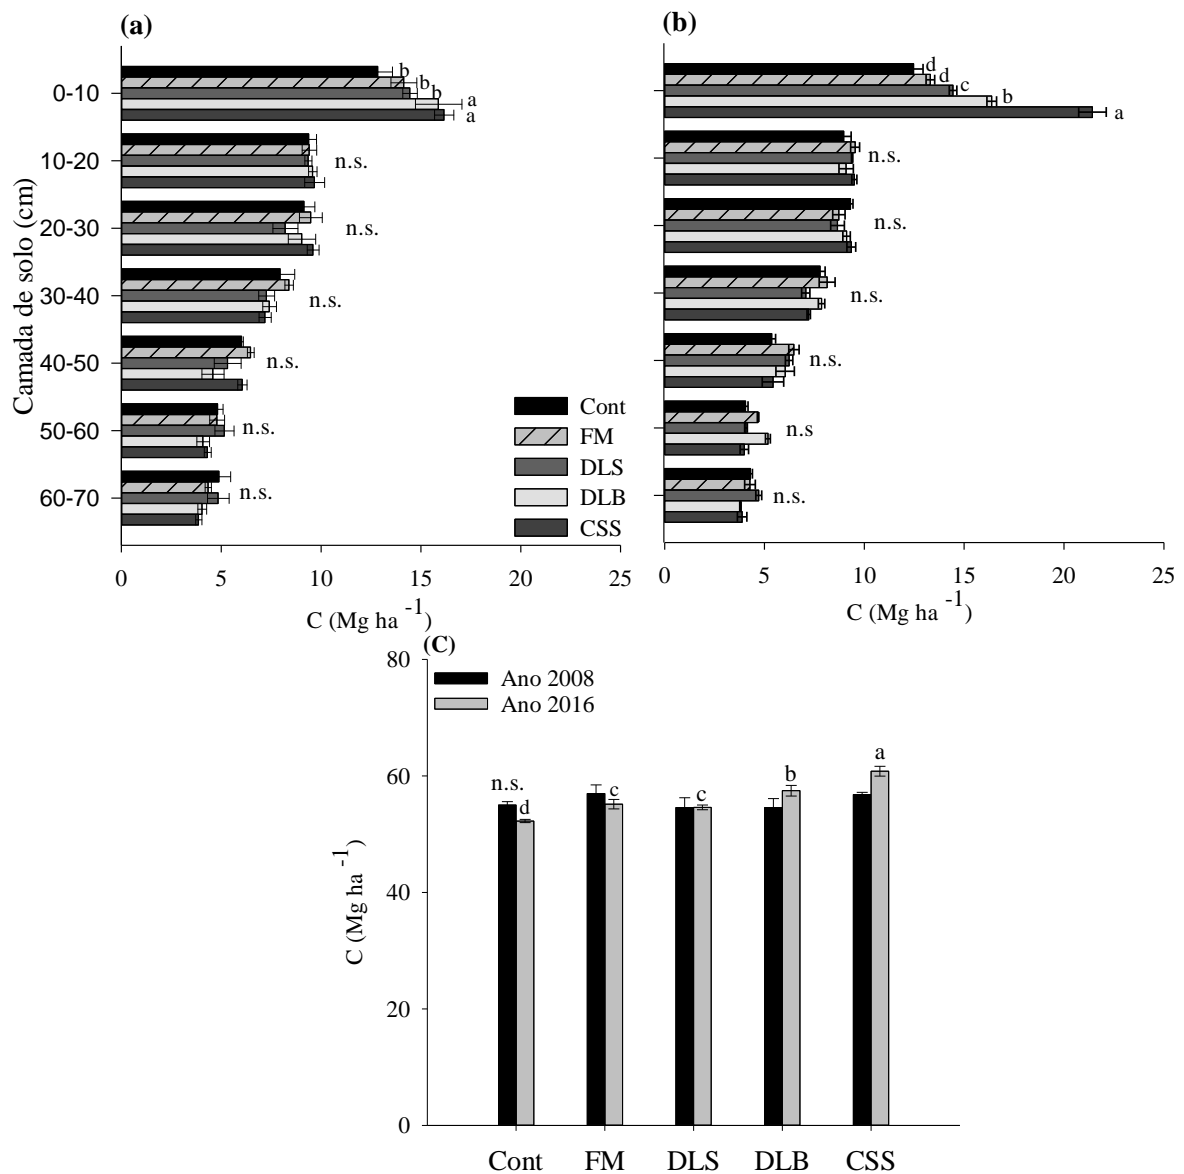 (a)
Camada de solo (cm)
0-10
10-20
20-30
30-40
40-50
50-60
60-70
b
b
b
a
a
n.s.
n.s.
n.s.
n.s.
n.s.
n.s.
Cont
FM
DLS
DLB
CSS
0 5 10 15 20 25
C (Mg ha -1)
(b)
d
d
c
b
a
n.s.
n.s.
n.s.
n.s.
n.s
n.s.
0 5 10 15 20 25
C (Mg ha -1)
(C)
Ano 2008
Ano 2016
C (Mg ha -1)
80
60
40
20
0
n.s.
d
c
c
b
a
Cont FM DLS DLB CSS